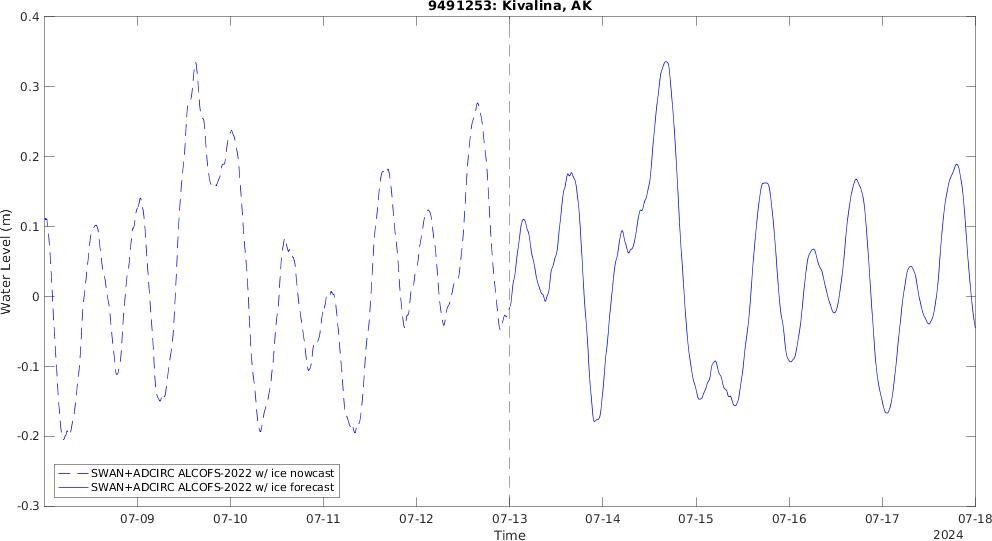 9491253: Kivalina, AK
0.4
0.3
0.2
0.1
0
-0.1
-0.2
-0.3
Water Level (m)
SWAN+ADCIRC ALCOFS-2022 w/ ice nowcast
SWAN+ADCIRC ALCOFS-2022 w/ ice forecast
07-09 07-10 07-11 07-12 07-13 07-14 07-15 07-16 07-17 07-18
Time
2024